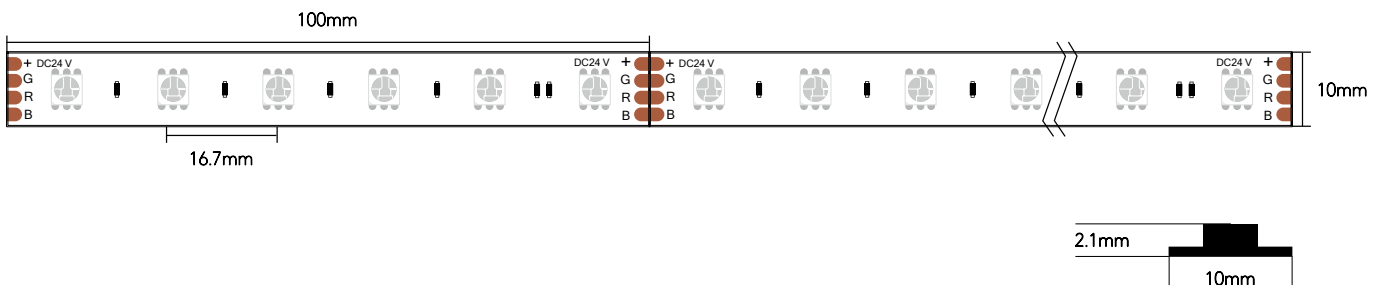 100mm
+ DC24 V DC24 V + + DC24 V DC24 V +
G G G G
R R R R
B B B B
10mm
16.7mm
2.1mm
10mm